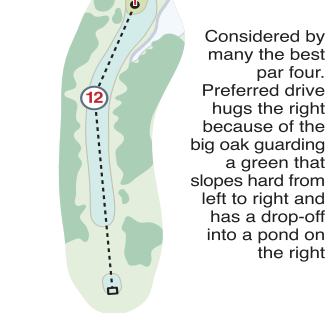 12
Considered by
many the best
par four.
Preferred drive
hugs the right
because of the
big oak guarding
a green that
slopes hard from
left to right and
has a drop-off
into a pond on
the right